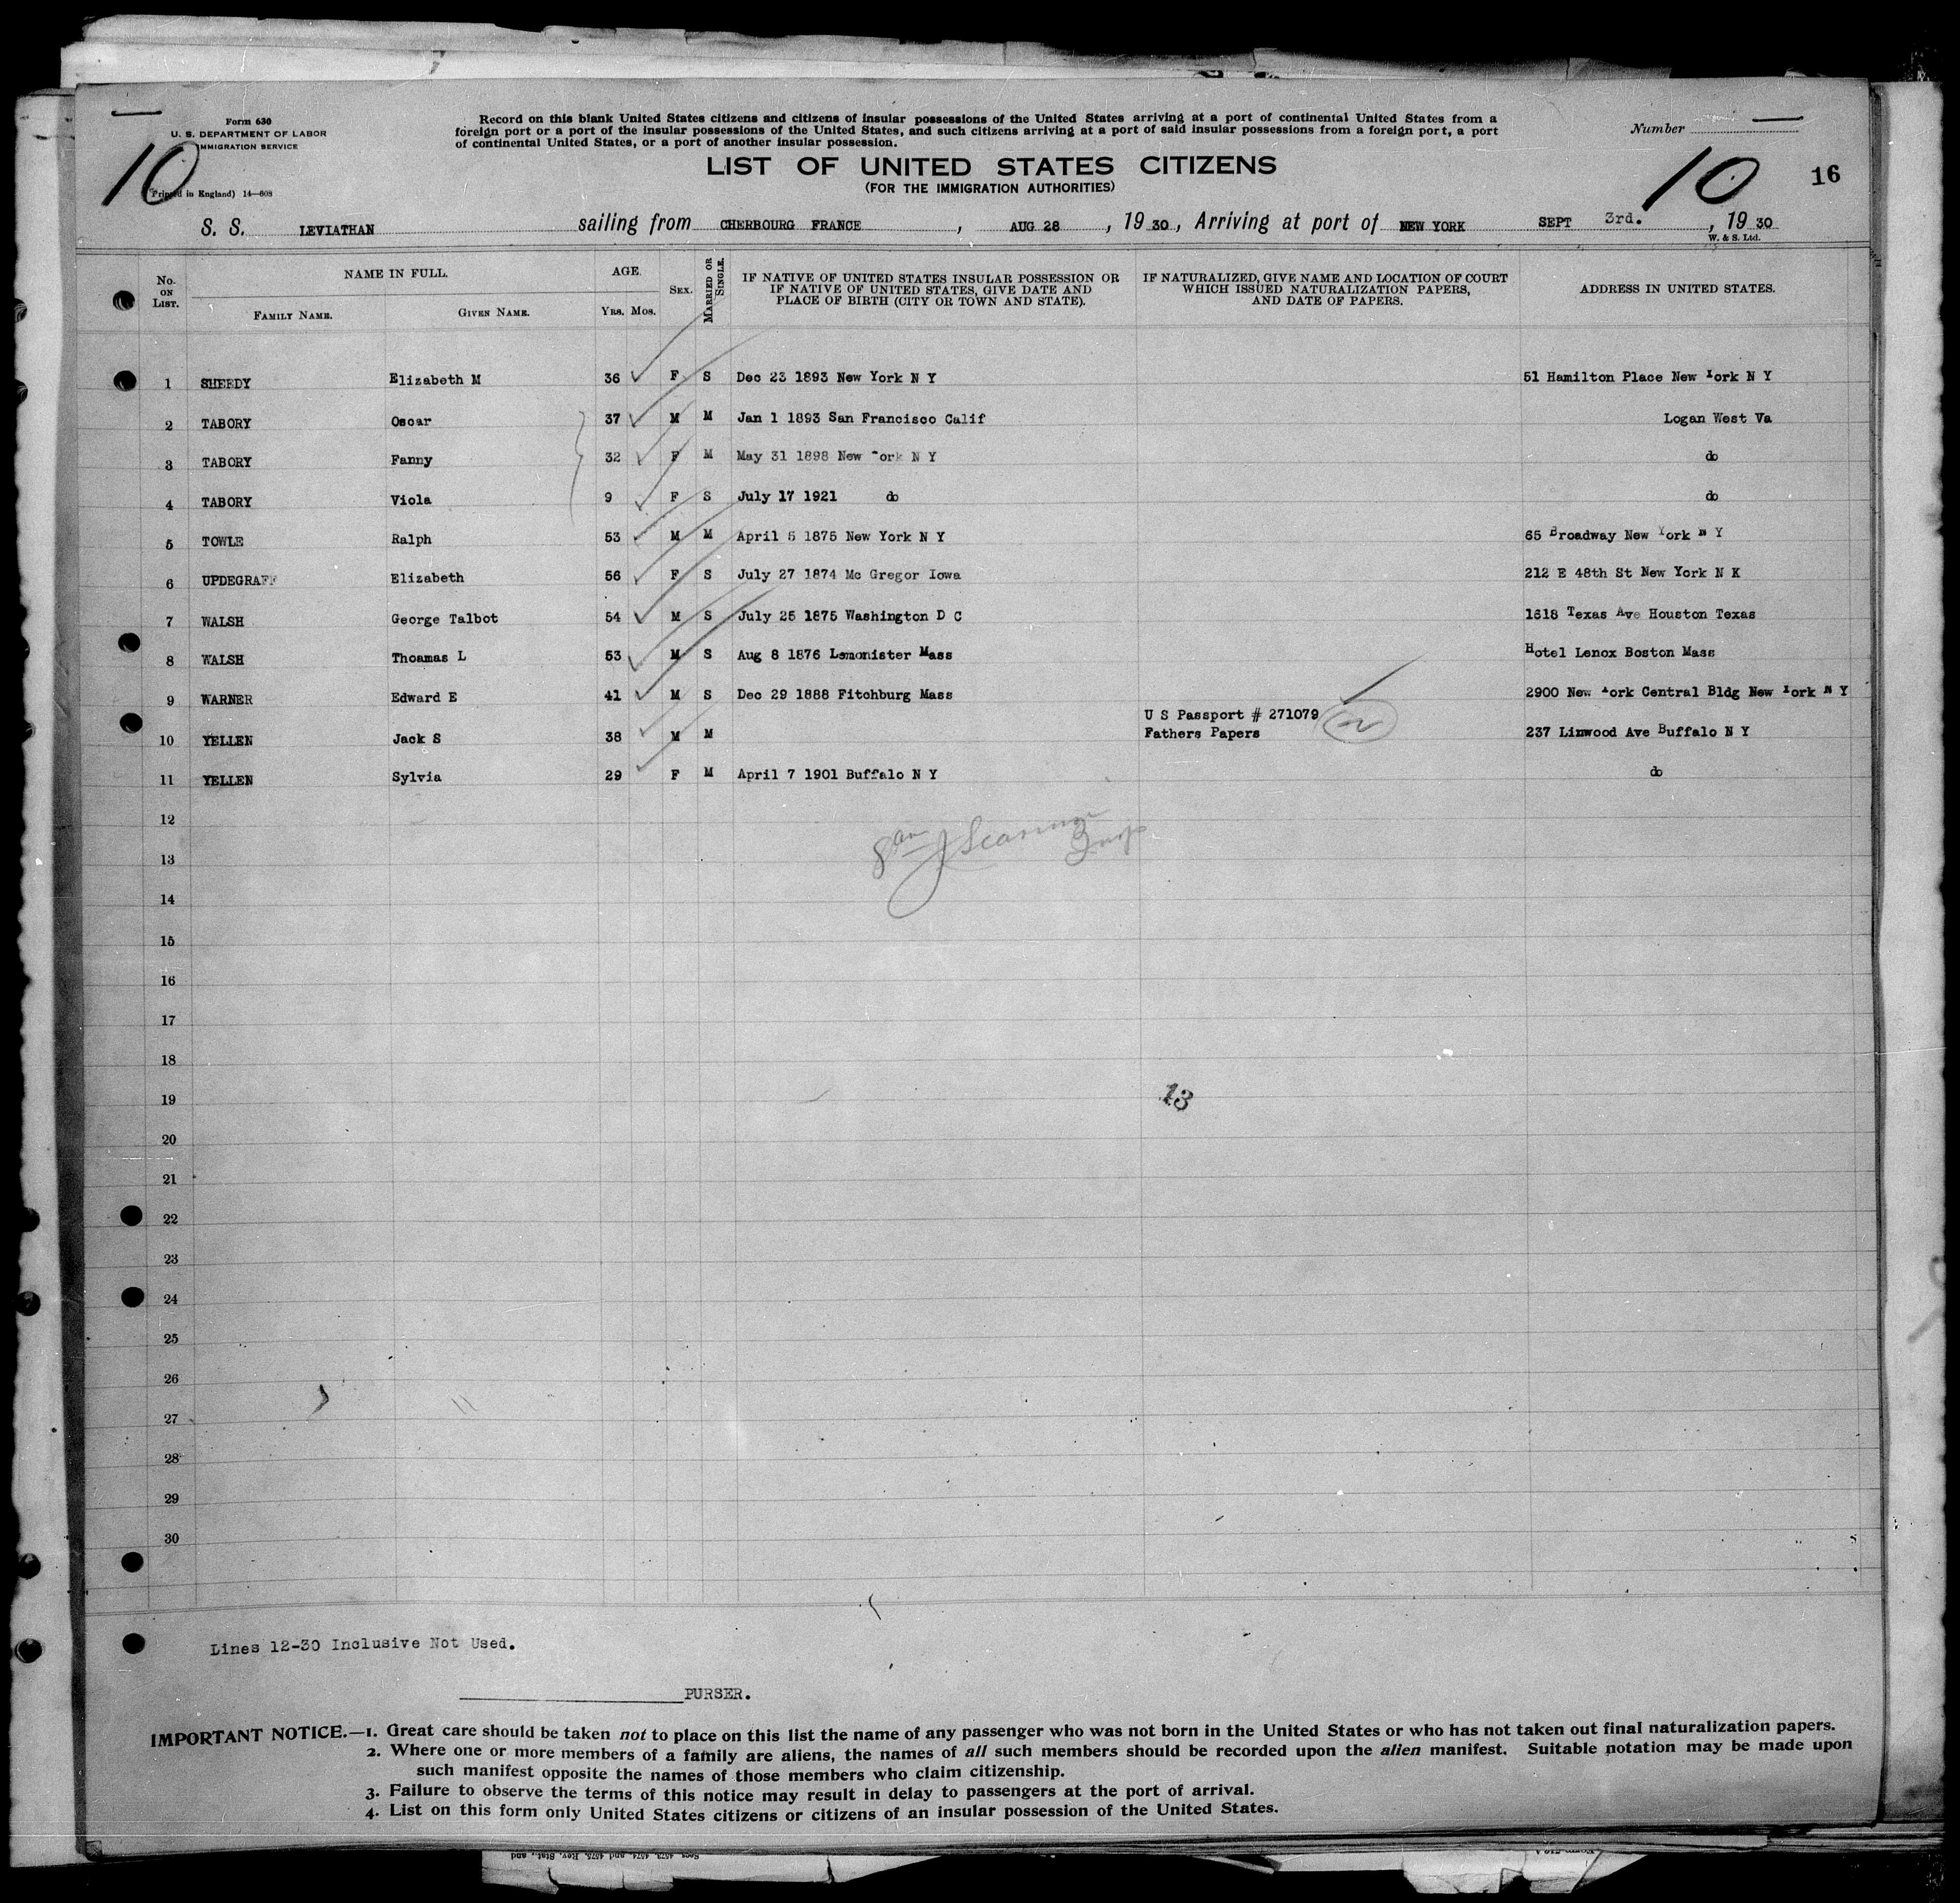 Form 630
U. S. DEPARTMENT OF LABOR
IMMIGRATION SERVICE
10
(Printed in England) 14—608
Record on this blank United States citizens and citizens of insular possessions of the United States arriving at a port of continental United States from a
foreign port or a port of the insular possessions of the United States, and such citizens arriving at a port of said insular possessions from a foreign port, a port
of continental United States, or a port of another insular possession.
Number
10
16
LIST OF UNITED STATES CITIZENS
(FOR THE IMMIGRATION AUTHORITIES)
S. S. LEVIATHAN sailing from CHERBOURG FRANCE, AUG 28, 19 30, Arriving at port of NEW YORK SEPT 3rd., 19 30
W. & S. Ltd.
No. ON LIST. NAME IN FULL. FAMILY NAME. GIVEN NAME. AGE. YRS. MOS. SEX. MARRIED OR SINGLE. IF NATIVE OF UNITED STATES INSULAR POSSESSION OR IF NATIVE OF UNITED STATES, GIVE DATE AND PLACE OF BIRTH (CITY OR TOWN AND STATE). IF NATURALIZED, GIVE NAME AND LOCATION OF COURT WHICH ISSUED NATURALIZATION PAPERS, AND DATE OF PAPERS. ADDRESS IN UNITED STATES.
1 SHEEDY Elizabeth M 36 F S Dec 23 1893 New York N Y 51 Hamilton Place New York N Y
2 TABORY Oscar 37 M M Jan 1 1893 San Francisco Calif Logan West Va
3 TABORY Fanny 32 F M May 31 1898 New York N Y do
4 TABORY Viola 9 F S July 17 1921 do do
5 TOWLE Ralph 53 M M April 5 1875 New York N Y 65 Broadway New York N Y
6 UPDEGRAFF Elizabeth 56 F S July 27 1874 Mc Gregor Iowa 212 E 48th St New York N K
7 WALSH George Talbot 54 M S July 25 1875 Washington D C 1618 Texas Ave Houston Texas
8 WALSH Thoamas L 53 M S Aug 8 1876 Lemonister Mass Hotel Lenox Boston Mass
9 WARNER Edward E 41 M S Dec 29 1888 Fitchburg Mass 2900 New York Central Bldg New York N Y
U S Passport # 271079
10 YELLEN Jack S 38 M M Fathers Papers 237 Linwood Ave Buffalo N Y
11 YELLEN Sylvia 29 F M April 7 1901 Buffalo N Y do
12
13
14
15
16
17
18
19
13
20
21
22
23
24
25
26
27
28
29
30
Lines 12-30 Inclusive Not Used.
PURSER.
IMPORTANT NOTICE.—1. Great care should be taken not to place on this list the name of any passenger who was not born in the United States or who has not taken out final naturalization papers.
2. Where one or more members of a family are aliens, the names of all such members should be recorded upon the alien manifest. Suitable notation may be made upon
such manifest opposite the names of those members who claim citizenship.
3. Failure to observe the terms of this notice may result in delay to passengers at the port of arrival.
4. List on this form only United States citizens or citizens of an insular possession of the United States.